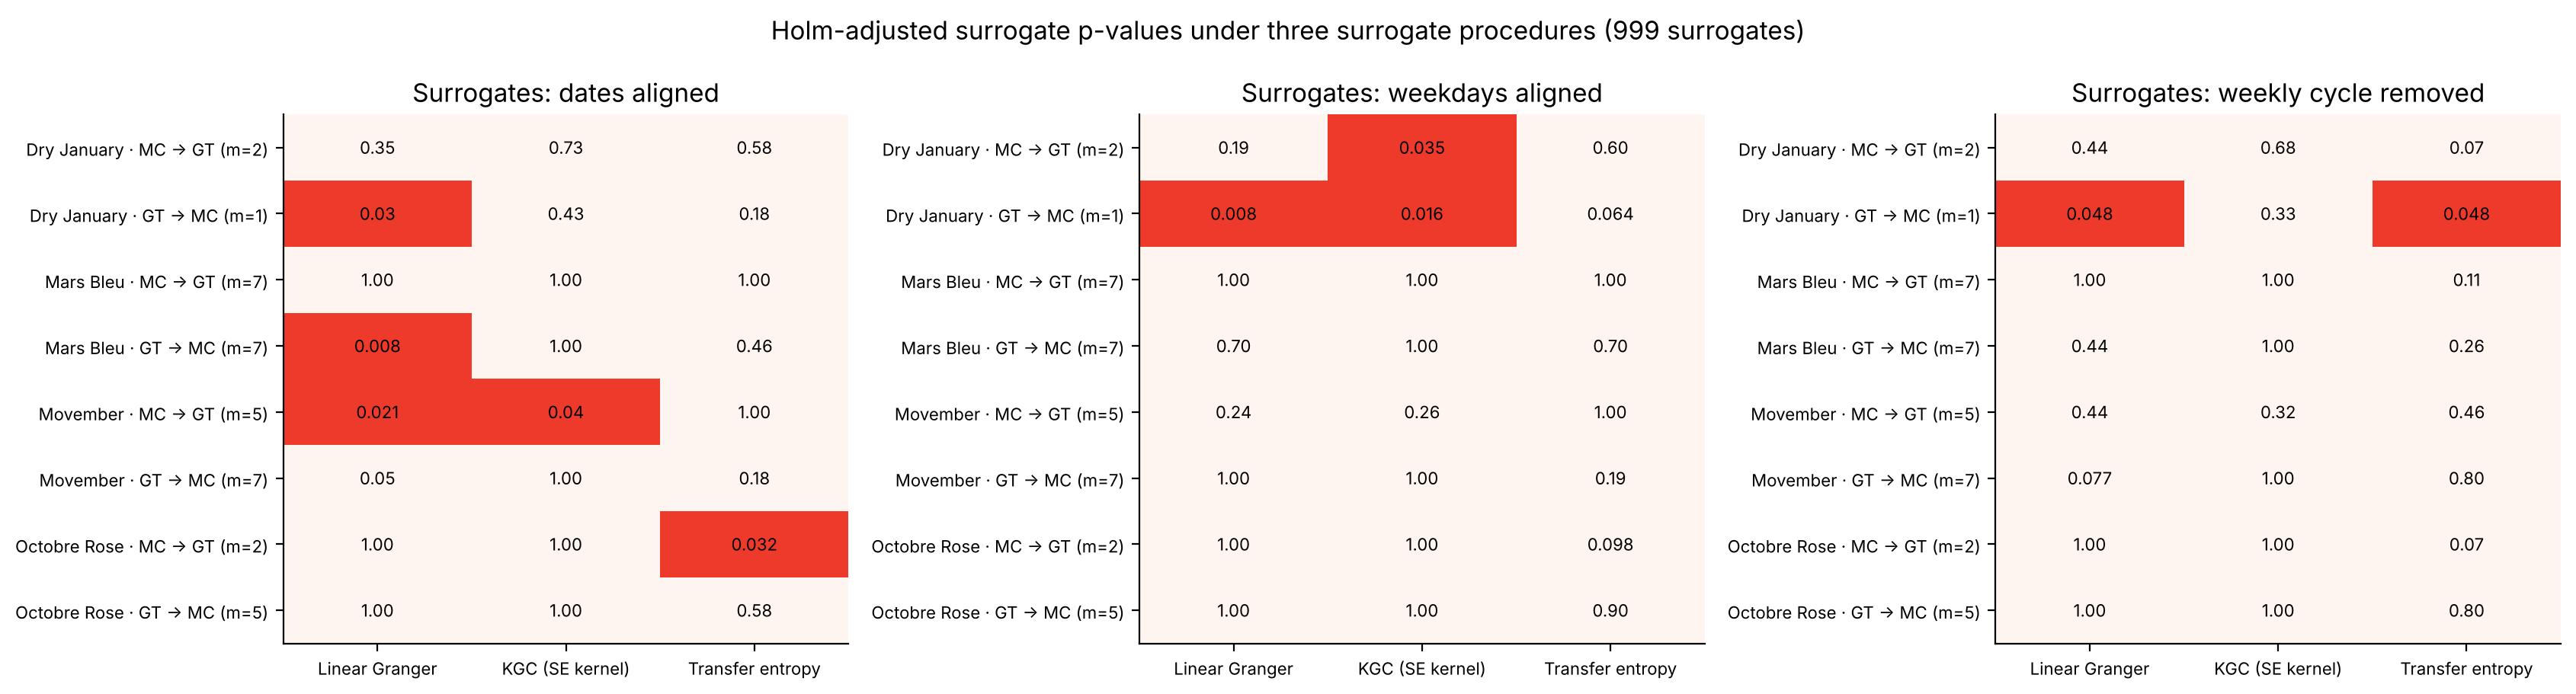 Holm-adjusted surrogate p-values under three surrogate procedures (999 surrogates)
Surrogates: dates aligned
Dry January · MC → GT (m=2) 0.35 0.73 0.58
Dry January · GT → MC (m=1) 0.03 0.43 0.18
Mars Bleu · MC → GT (m=7) 1.00 1.00 1.00
Mars Bleu · GT → MC (m=7) 0.008 1.00 0.46
Movember · MC → GT (m=5) 0.021 0.04 1.00
Movember · GT → MC (m=7) 0.05 1.00 0.18
Octobre Rose · MC → GT (m=2) 1.00 1.00 0.032
Octobre Rose · GT → MC (m=5) 1.00 1.00 0.58
Linear Granger KGC (SE kernel) Transfer entropy
Surrogates: weekdays aligned
Dry January · MC → GT (m=2) 0.19 0.035 0.60
Dry January · GT → MC (m=1) 0.008 0.016 0.064
Mars Bleu · MC → GT (m=7) 1.00 1.00 1.00
Mars Bleu · GT → MC (m=7) 0.70 1.00 0.70
Movember · MC → GT (m=5) 0.24 0.26 1.00
Movember · GT → MC (m=7) 1.00 1.00 0.19
Octobre Rose · MC → GT (m=2) 1.00 1.00 0.098
Octobre Rose · GT → MC (m=5) 1.00 1.00 0.90
Linear Granger KGC (SE kernel) Transfer entropy
Surrogates: weekly cycle removed
Dry January · MC → GT (m=2) 0.44 0.68 0.07
Dry January · GT → MC (m=1) 0.048 0.33 0.048
Mars Bleu · MC → GT (m=7) 1.00 1.00 0.11
Mars Bleu · GT → MC (m=7) 0.44 1.00 0.26
Movember · MC → GT (m=5) 0.44 0.32 0.46
Movember · GT → MC (m=7) 0.077 1.00 0.80
Octobre Rose · MC → GT (m=2) 1.00 1.00 0.07
Octobre Rose · GT → MC (m=5) 1.00 1.00 0.80
Linear Granger KGC (SE kernel) Transfer entropy